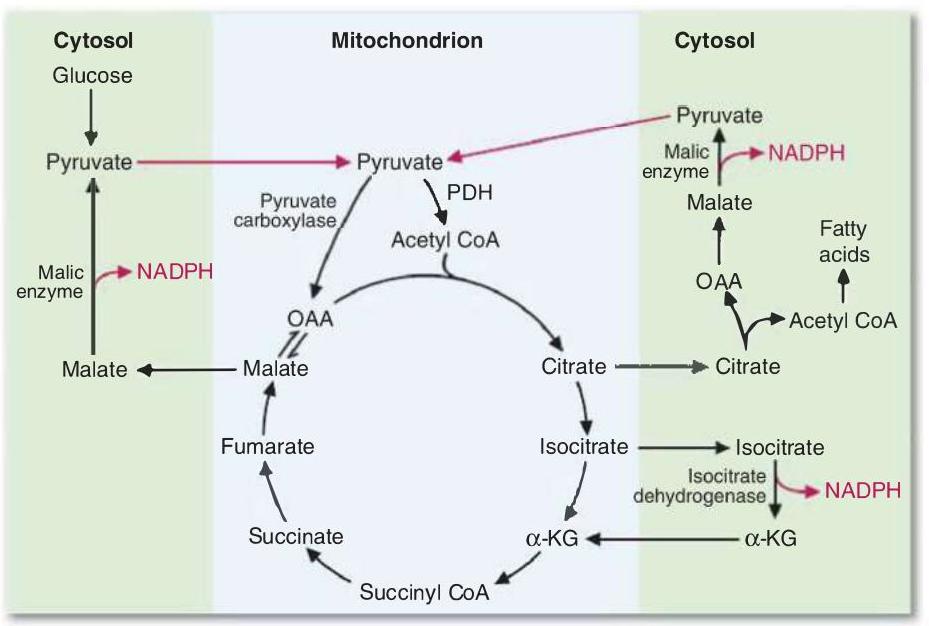 Cytosol
Mitochondrion
Cytosol
Glucose
Pyruvate
Malic
enzyme
NADPH
Malate
Pyruvate
Pyruvate
carboxylase
PDH
Acetyl CoA
OAA
Malate
Fumarate
Succinate
Succinyl CoA
α-KG
Isocitrate
Citrate
Pyruvate
Malic
enzyme
NADPH
Malate
OAA
Fatty
acids
Acetyl CoA
Citrate
Isocitrate
Isocitrate
dehydrogenase
NADPH
α-KG